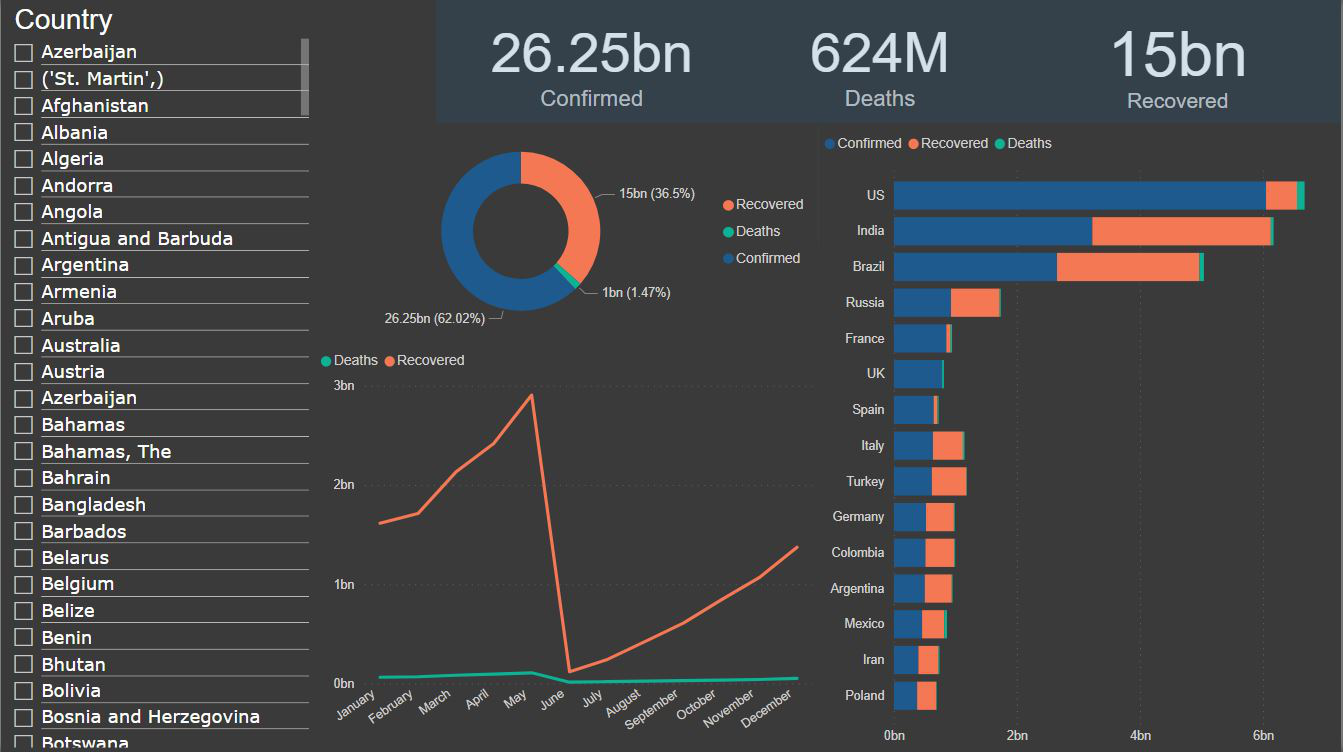 Country
Azerbaijan
('St. Martin',)
Afghanistan
Albania
Algeria
Andorra
Angola
Antigua and Barbuda
Argentina
Armenia
Aruba
Australia
Austria
Azerbaijan
Bahamas
Bahamas, The
Bahrain
Bangladesh
Barbados
Belarus
Belgium
Belize
Benin
Bhutan
Bolivia
Bosnia and Herzegovina
Botswana
26.25bn
Confirmed
624M
Deaths
15bn
Recovered
15bn (36.5%)
1bn (1.47%)
26.25bn (62.02%)
Recovered
Deaths
Confirmed
Deaths Recovered
3bn
2bn
1bn
0bn
January
February
March
April
May
June
July
August
September
October
November
December
Confirmed Recovered Deaths
US
India
Brazil
Russia
France
UK
Spain
Italy
Turkey
Germany
Colombia
Argentina
Mexico
Iran
Poland
0bn 2bn 4bn 6bn